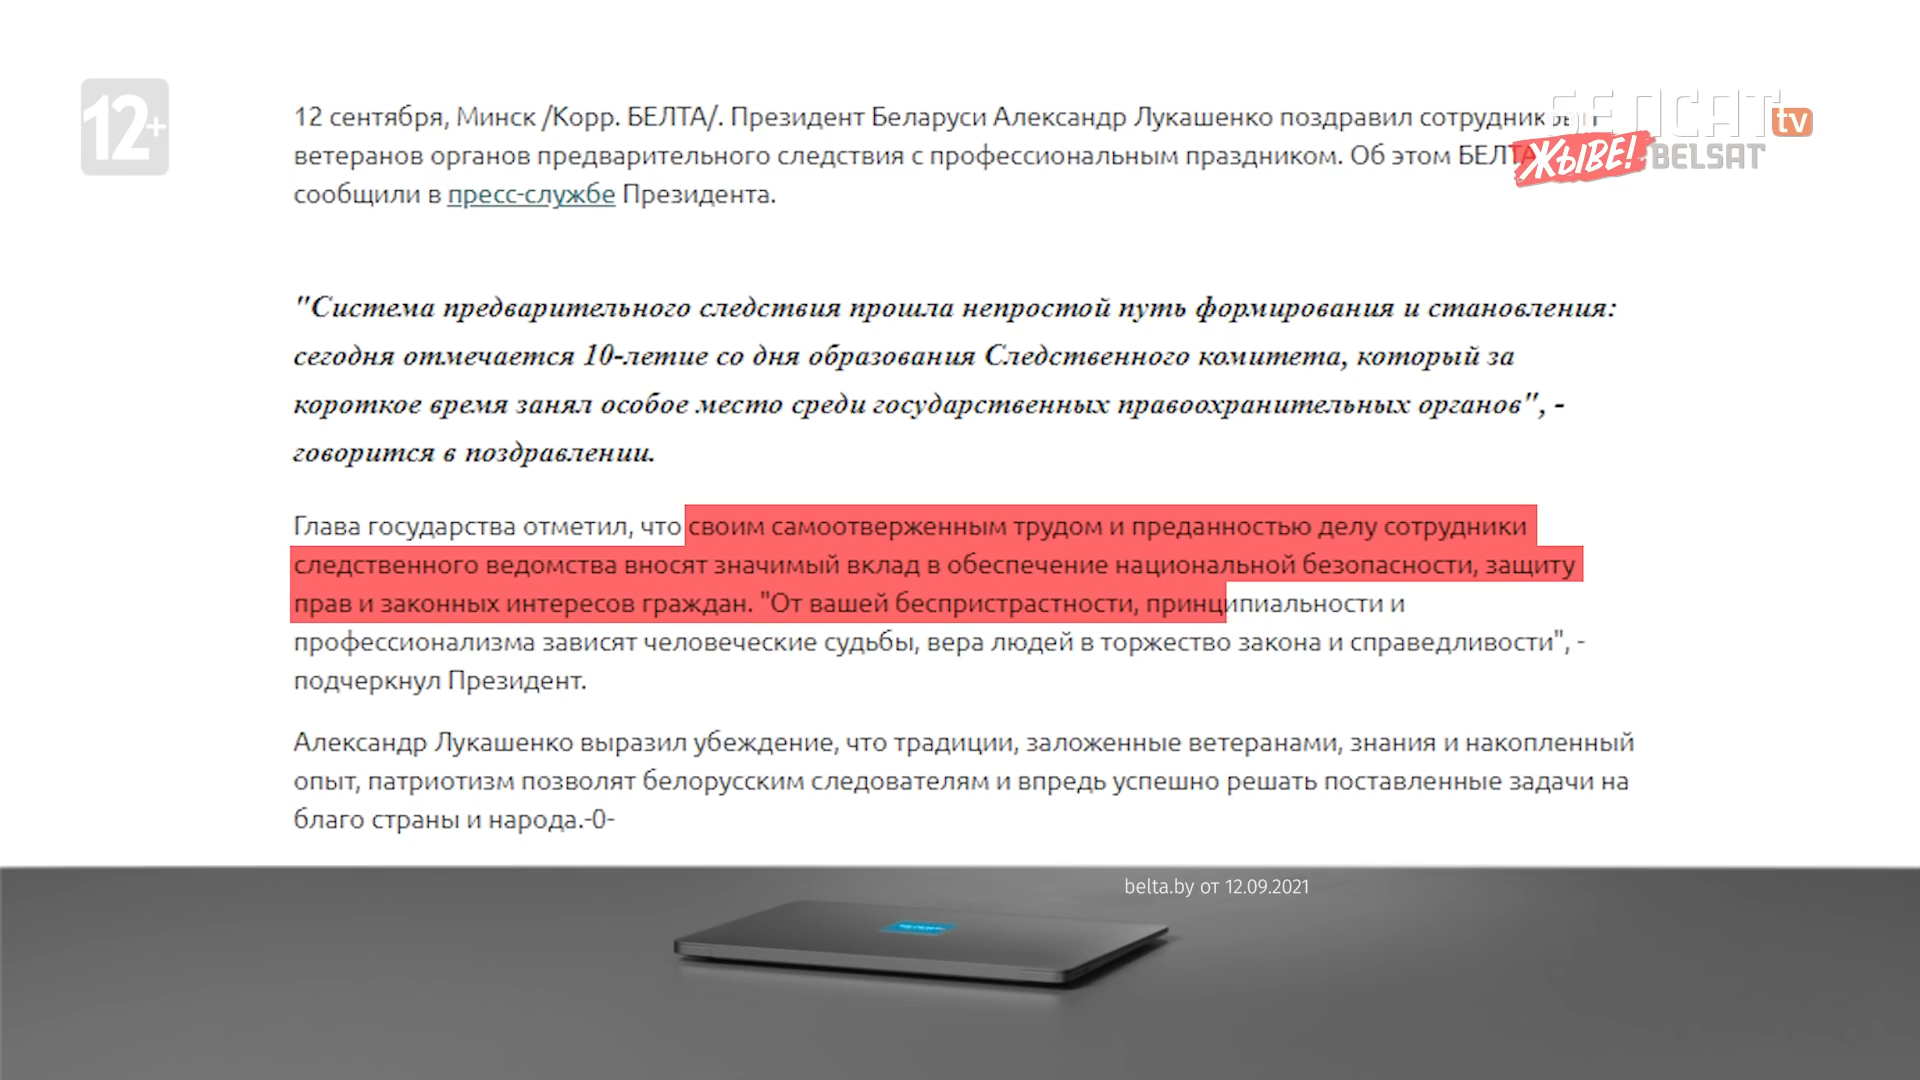 12+
БЕЛСАТ tv
ЖЫВЕ! BELSAT
12 сентября, Минск /Корр. БЕЛТА/. Президент Беларуси Александр Лукашенко поздравил
ветеранов органов предварительного следствия с профессиональным праздником. Об этом БЕЛТА
сообщили в пресс-службе Президента.
"Система предварительного следствия прошла непростой путь формирования и становления:
сегодня отмечается 10-летие со дня образования Следственного комитета, который за
короткое время занял особое место среди государственных правоохранительных органов", -
говорится в поздравлении.
Глава государства отметил, что своим самоотверженным трудом и преданностью делу сотрудники
следственного ведомства вносят значимый вклад в обеспечение национальной безопасности, защиту
прав и законных интересов граждан. "От вашей беспристрастности, принципиальности и
профессионализма зависят человеческие судьбы, вера людей в торжество закона и справедливости", -
подчеркнул Президент.
Александр Лукашенко выразил убеждение, что традиции, заложенные ветеранами, знания и накопленный
опыт, патриотизм позволят белорусским следователям и впредь успешно решать поставленные задачи на
благо страны и народа.-0-
belta.by от 12.09.2021